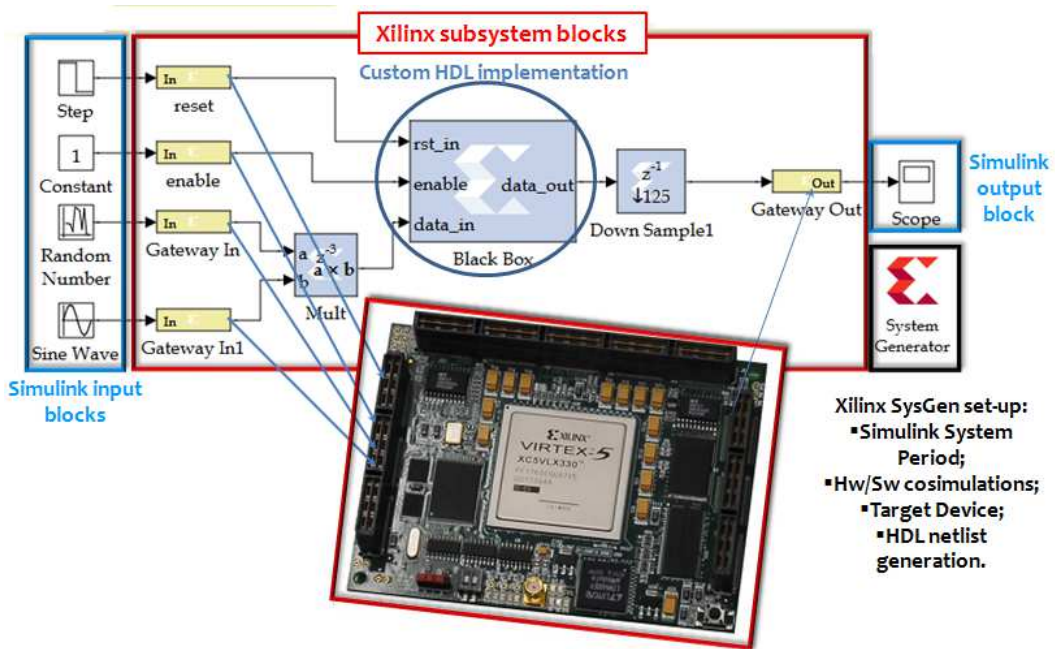 Xilinx subsystem blocks
Custom HDL implementation
Step
In
reset
1
Constant
In
enable
Random
Number
In
Gateway In
Sine Wave
In
Gateway In1
a
b
z⁻³
a × b
Mult
rst_in
enable
data_in
data_out
Black Box
z⁻¹
↓125
Down Sample1
Out
Gateway Out
Scope
Simulink
output
block
System
Generator
Simulink input
blocks
XILINX
VIRTEX-5
XC5VLX330™
Xilinx SysGen set-up:
▪Simulink System
Period;
▪Hw/Sw cosimulations;
▪Target Device;
▪HDL netlist
generation.